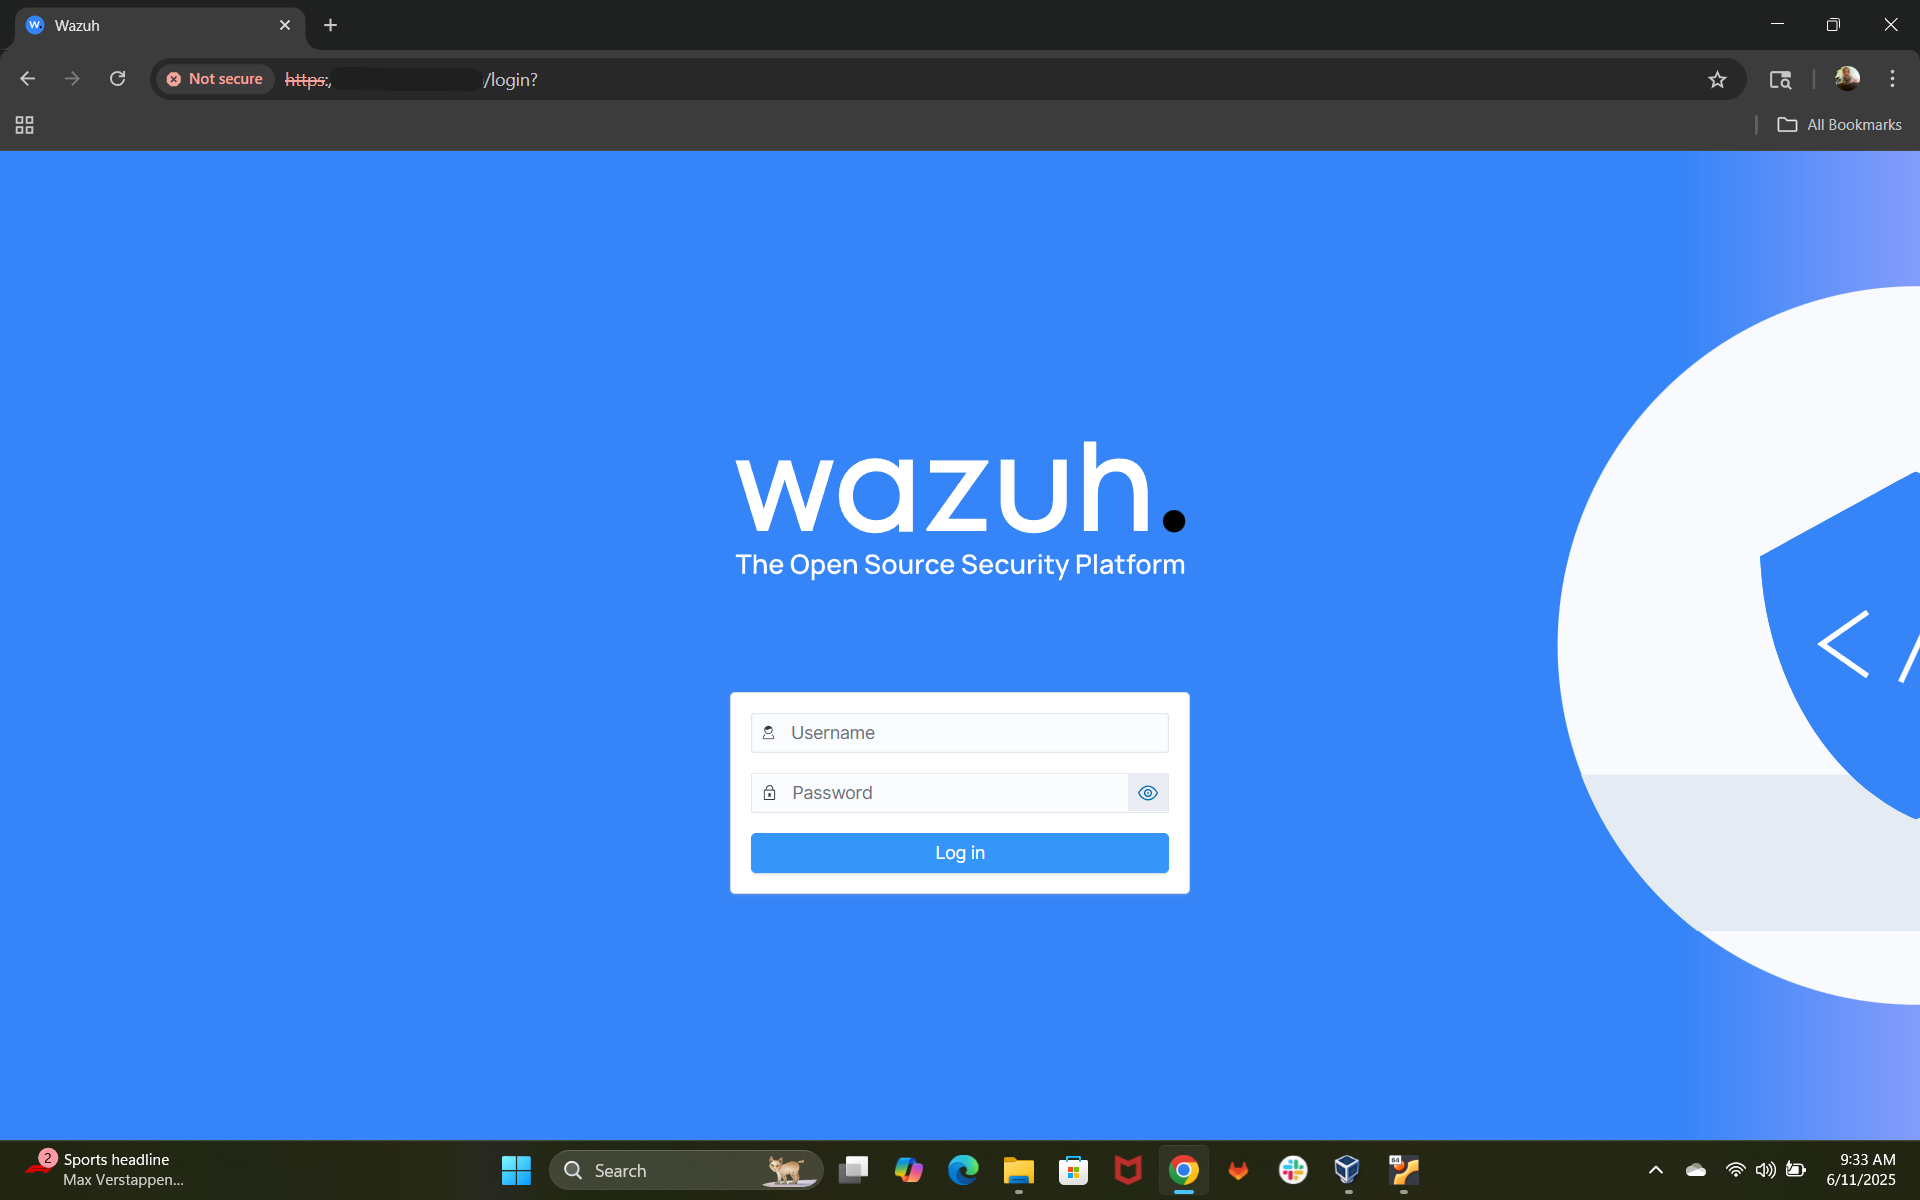 Wazuh
Not secure https:/ /login?
All Bookmarks
wazuh.
The Open Source Security Platform
</
Username
Password
Log in
2
Sports headline
Max Verstappen...
Search
64
9:33 AM
6/11/2025